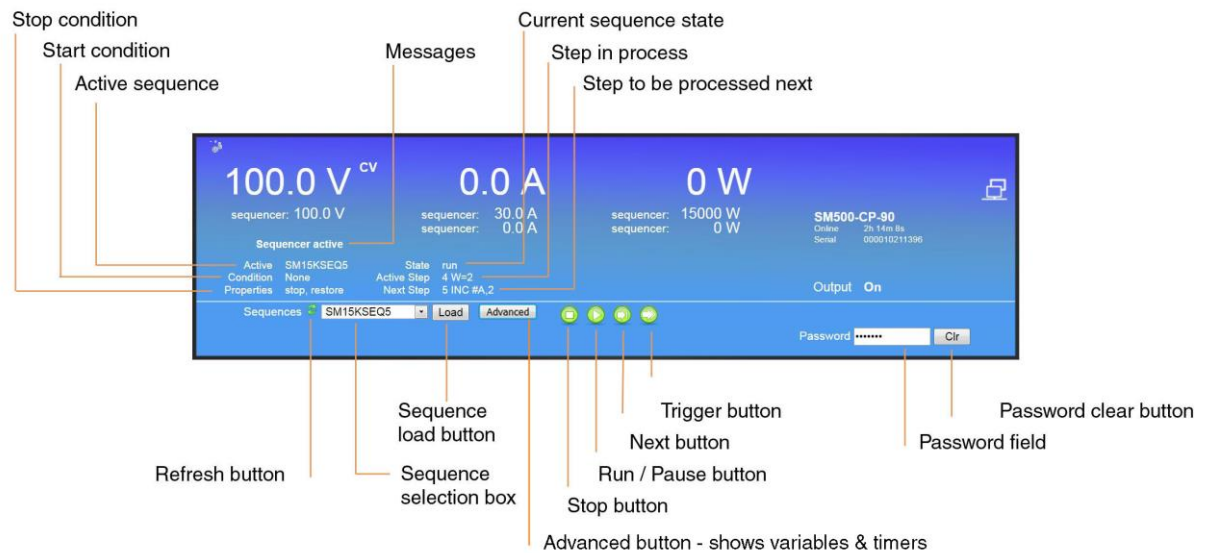 Stop condition
Start condition
Active sequence
Messages
Current sequence state
Step in process
Step to be processed next
100.0 V CV
0.0 A
0 W
sequencer: 100.0 V
sequencer: 30.0 A
sequencer: 0.0 A
sequencer: 15000 W
sequencer: 0 W
SM500-CP-90
Online 2h 14m 8s
Serial 000010211396
Sequencer active
Active SM15KSEQ5
State run
Condition None
Active Step 4 W=2
Properties stop, restore
Next Step 5 INC #A,2
Output On
Sequences SM15KSEQ5 Load Advanced
Password ••••••• Clr
Sequence
load button
Trigger button
Password clear button
Next button
Password field
Refresh button
Sequence
selection box
Run / Pause button
Stop button
Advanced button - shows variables & timers